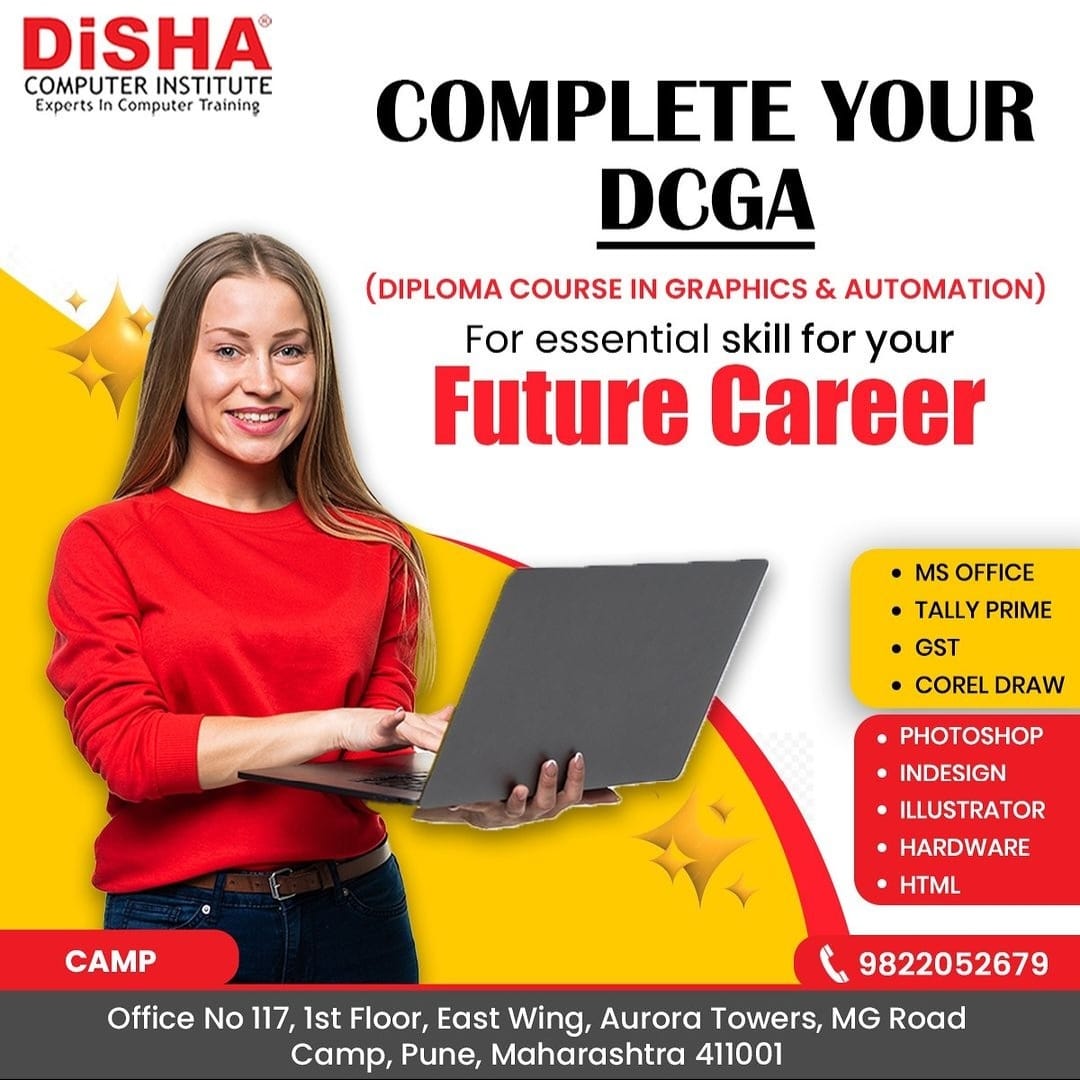 DiSHA®
COMPUTER INSTITUTE
Experts In Computer Training
COMPLETE YOUR
DCGA
(DIPLOMA COURSE IN GRAPHICS & AUTOMATION)
For essential skill for your
Future Career
• MS OFFICE
• TALLY PRIME
• GST
• COREL DRAW
• PHOTOSHOP
• INDESIGN
• ILLUSTRATOR
• HARDWARE
• HTML
CAMP
9822052679
Office No 117, 1st Floor, East Wing, Aurora Towers, MG Road
Camp, Pune, Maharashtra 411001